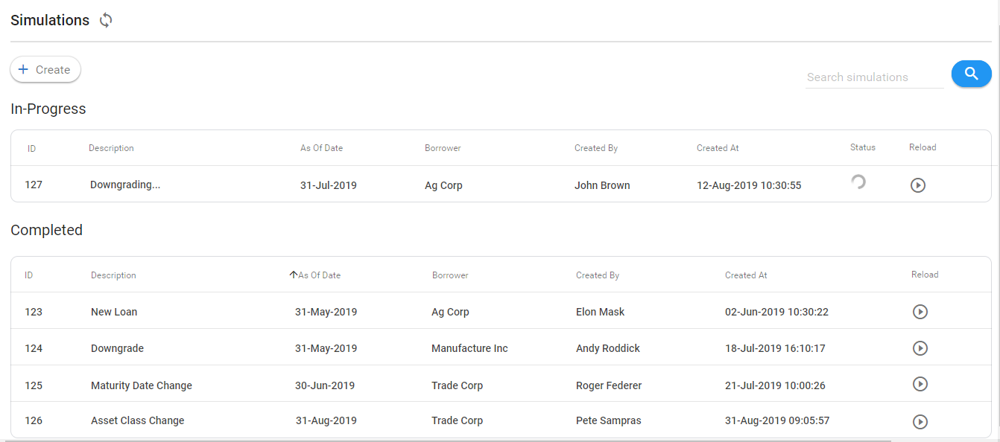 Simulations
Create
Search simulations
In-Progress
ID Description As Of Date Borrower Created By Created At Status Reload
127 Downgrading... 31-Jul-2019 Ag Corp John Brown 12-Aug-2019 10:30:55
Completed
ID Description As Of Date Borrower Created By Created At Reload
123 New Loan 31-May-2019 Ag Corp Elon Mask 02-Jun-2019 10:30:22
124 Downgrade 31-May-2019 Manufacture Inc Andy Roddick 18-Jul-2019 16:10:17
125 Maturity Date Change 30-Jun-2019 Trade Corp Roger Federer 21-Jul-2019 10:00:26
126 Asset Class Change 31-Aug-2019 Trade Corp Pete Sampras 31-Aug-2019 09:05:57